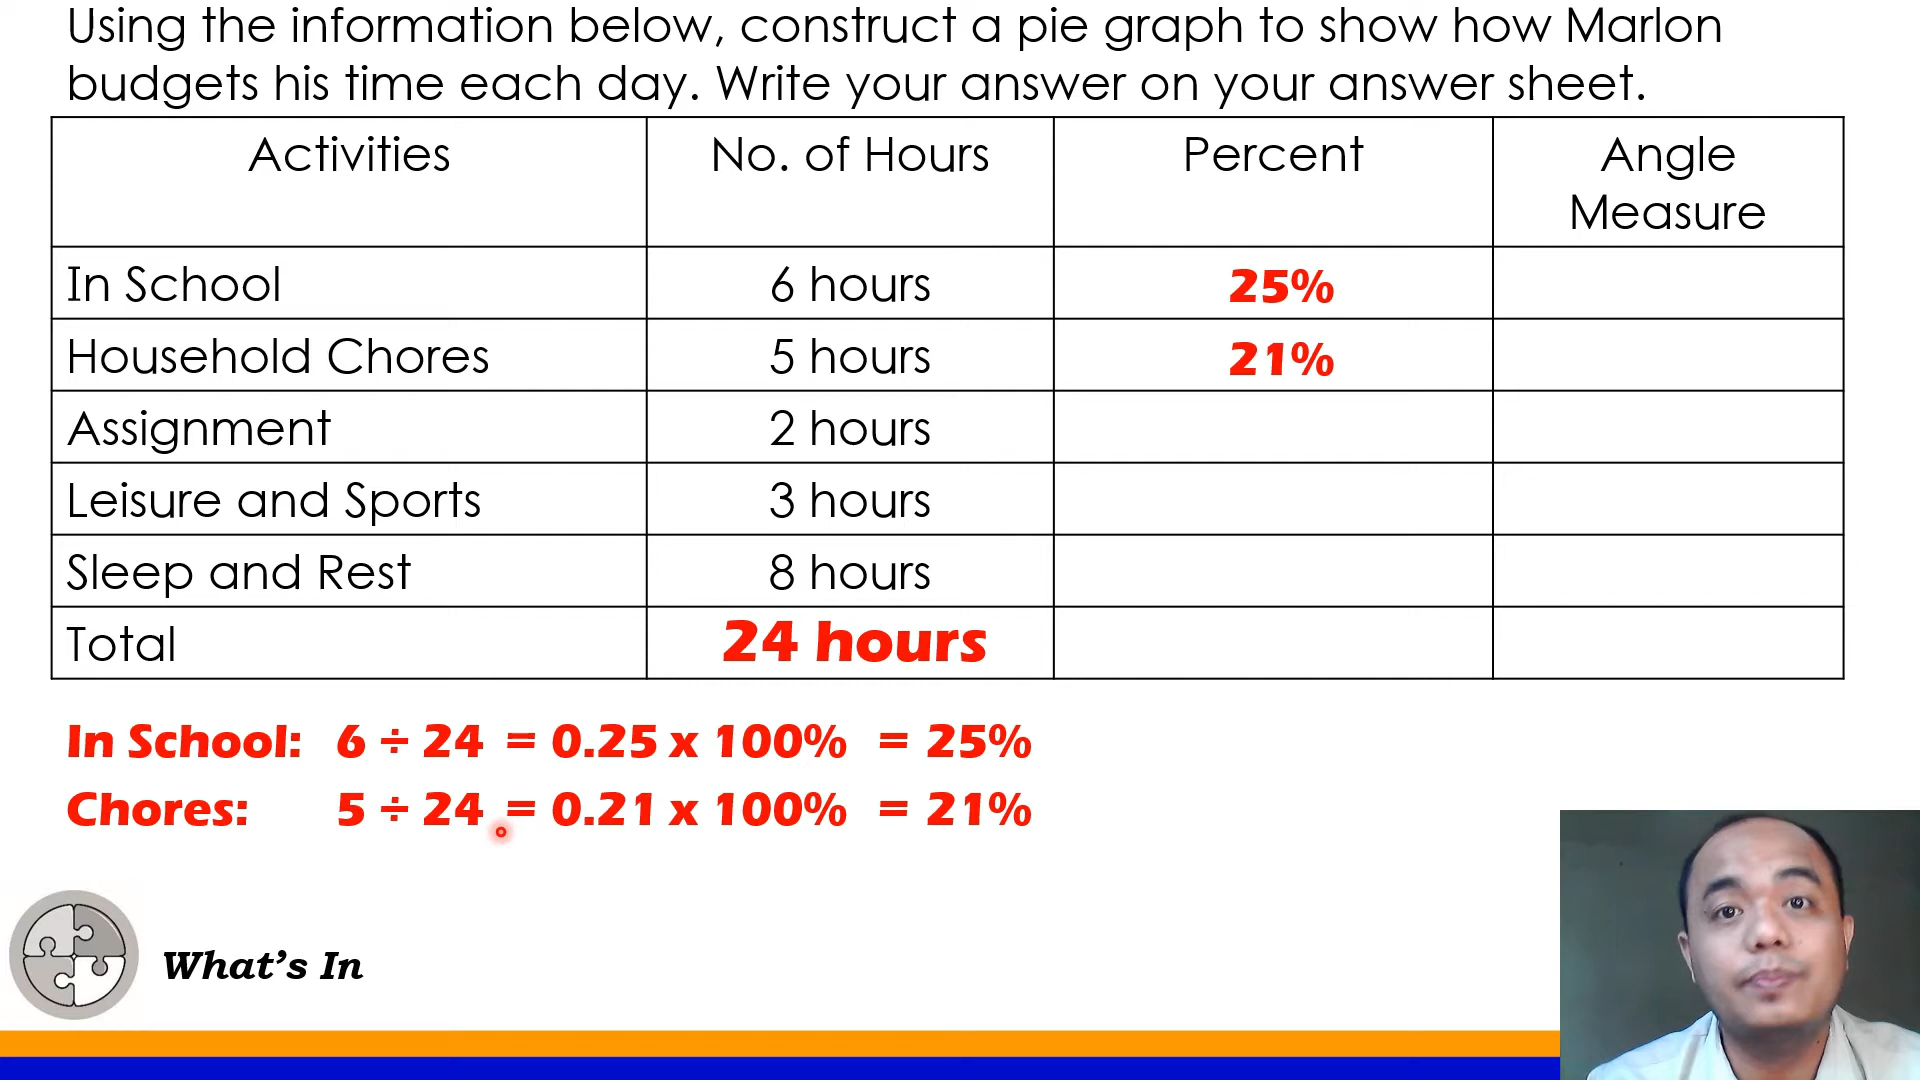 Using the information below, construct a pie graph to show how Marlon
budgets his time each day. Write your answer on your answer sheet.
Activities No. of Hours Percent Angle
Measure
In School 6 hours 25%
Household Chores 5 hours 21%
Assignment 2 hours
Leisure and Sports 3 hours
Sleep and Rest 8 hours
Total 24 hours
In School: 6 ÷ 24 = 0.25 x 100% = 25%
Chores: 5 ÷ 24 = 0.21 x 100% = 21%
What's In